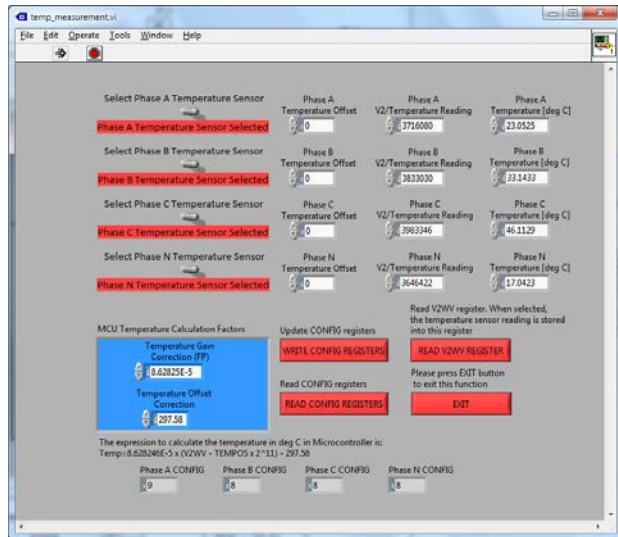 temp_measurement.vi
File Edit Operate Tools Window Help
Select Phase A Temperature Sensor
Phase A Temperature Sensor Selected
Phase A
Temperature Offset
0
Phase A
V2/Temperature Reading
3716080
Phase A
Temperature [deg C]
23.0525
Select Phase B Temperature Sensor
Phase B Temperature Sensor Selected
Phase B
Temperature Offset
0
Phase B
V2/Temperature Reading
3833030
Phase B
Temperature [deg C]
33.1433
Select Phase C Temperature Sensor
Phase C Temperature Sensor Selected
Phase C
Temperature Offset
0
Phase C
V2/Temperature Reading
3983346
Phase C
Temperature [deg C]
46.1129
Select Phase N Temperature Sensor
Phase N Temperature Sensor Selected
Phase N
Temperature Offset
0
Phase N
V2/Temperature Reading
3646422
Phase N
Temperature [deg C]
17.0423
MCU Temperature Calculation Factors
Temperature Gain
Correction (FP)
8.62825E-5
Temperature Offset
Correction
297.58
Update CONFIG registers
WRITE CONFIG REGISTERS
Read CONFIG registers
READ CONFIG REGISTERS
Read V2WV register. When selected,
the temperature sensor reading is stored
into this register
READ V2WV REGISTER
Please press EXIT button
to exit this function
EXIT
The expression to calculate the temperature in deg C in Microcontroller is:
Temp=8.628246E-5 x (V2WV - TEMPOS x 2^11) - 297.58
Phase A CONFIG
x9
Phase B CONFIG
x8
Phase C CONFIG
x8
Phase N CONFIG
x8